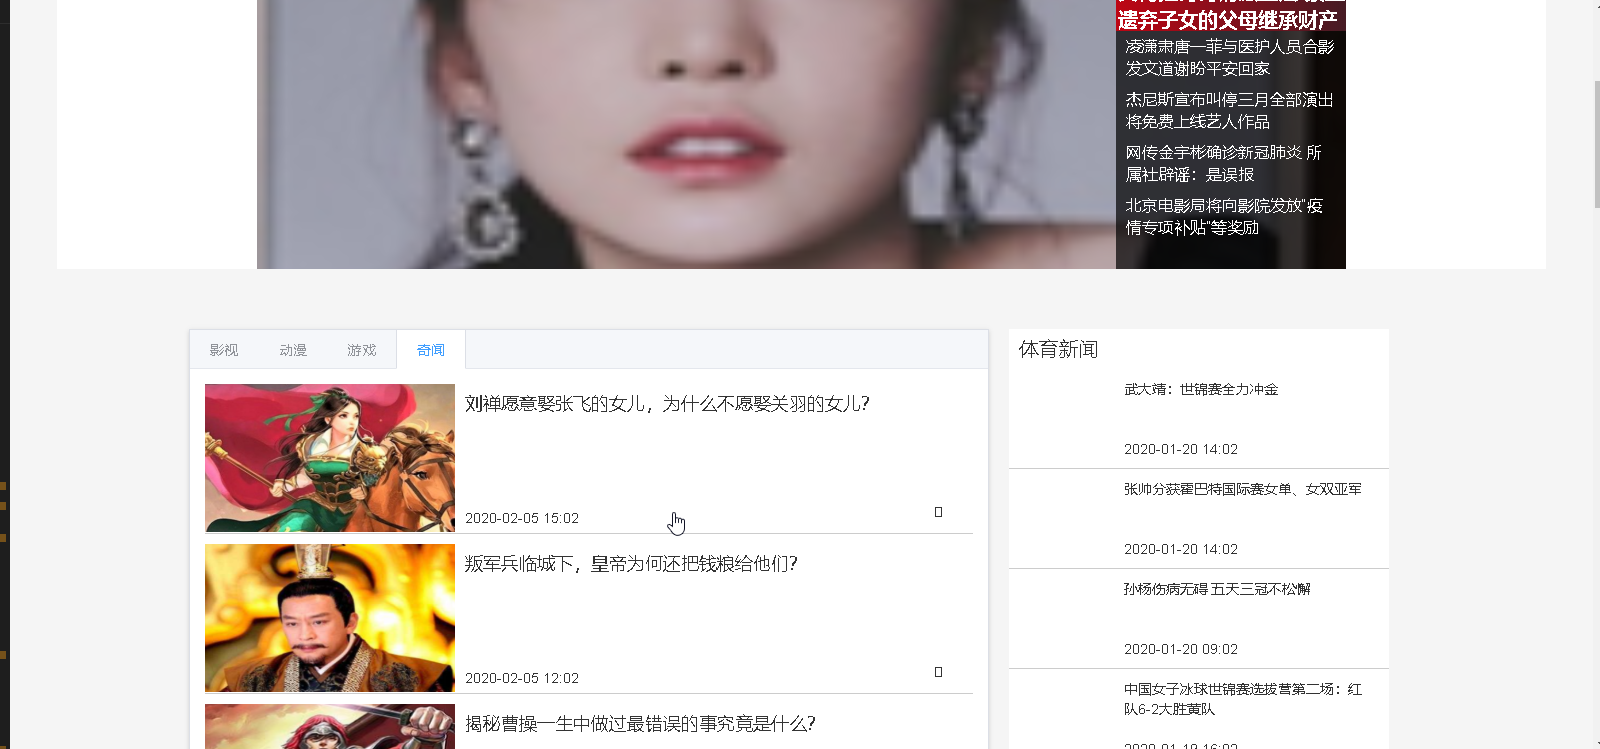 遗弃子女的父母继承财产
凌潇肃唐一菲与医护人员合影
发文道谢盼平安回家
杰尼斯宣布叫停三月全部演出
将免费上线艺人作品
网传金宇彬确诊新冠肺炎 所
属社辟谣：是误报
北京电影局将向影院发放“疫
情专项补贴”等奖励
影视
动漫
游戏
奇闻
刘禅愿意娶张飞的女儿，为什么不愿娶关羽的女儿？
2020-02-05 15:02
叛军兵临城下，皇帝为何还把钱粮给他们？
2020-02-05 12:02
揭秘曹操一生中做过最错误的事究竟是什么？
体育新闻
武大靖：世锦赛全力冲金
2020-01-20 14:02
张帅分获霍巴特国际赛女单、女双亚军
2020-01-20 14:02
孙杨伤病无碍 五天三冠不松懈
2020-01-20 09:02
中国女子冰球世锦赛选拔营第二场：红
队6-2大胜黄队
2020-01-19 16:02